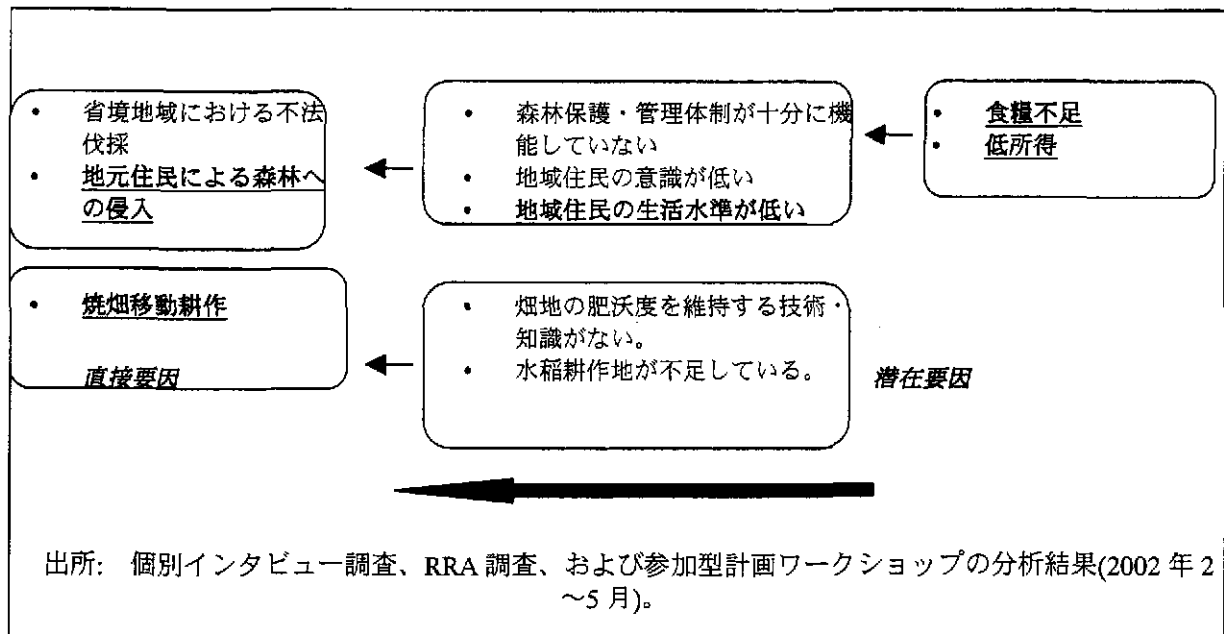 • 省境地域における不法
伐採
• 地元住民による森林へ
の侵入
• 森林保護・管理体制が十分に機
能していない
• 地域住民の意識が低い
• 地域住民の生活水準が低い
• 食糧不足
• 低所得
• 焼畑移動耕作
直接要因
• 畑地の肥沃度を維持する技術・
知識がない。
• 水稲耕作地が不足している。
潜在要因
出所: 個別インタビュー調査、RRA 調査、および参加型計画ワークショップの分析結果(2002 年 2
～5 月)。